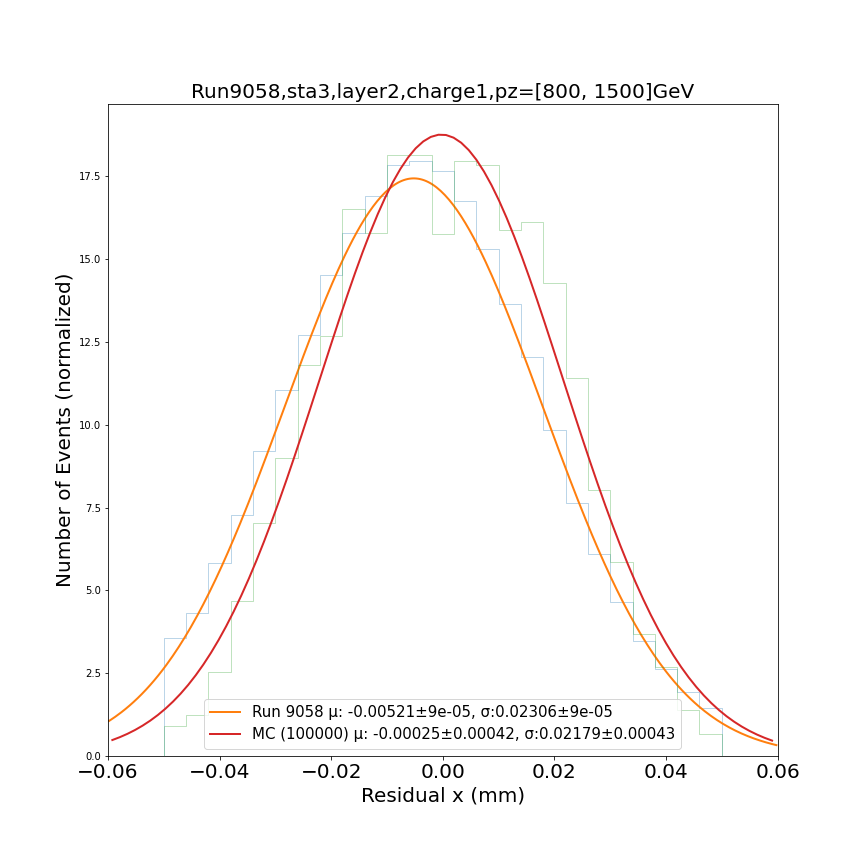 Run9058,sta3,layer2,charge1,pz=[800, 1500]GeV
Number of Events (normalized)
17.5
15.0
12.5
10.0
7.5
5.0
2.5
0.0
Run 9058 μ: -0.00521±9e-05, σ:0.02306±9e-05
MC (100000) μ: -0.00025±0.00042, σ:0.02179±0.00043
−0.06 −0.04 −0.02 0.00 0.02 0.04 0.06
Residual x (mm)